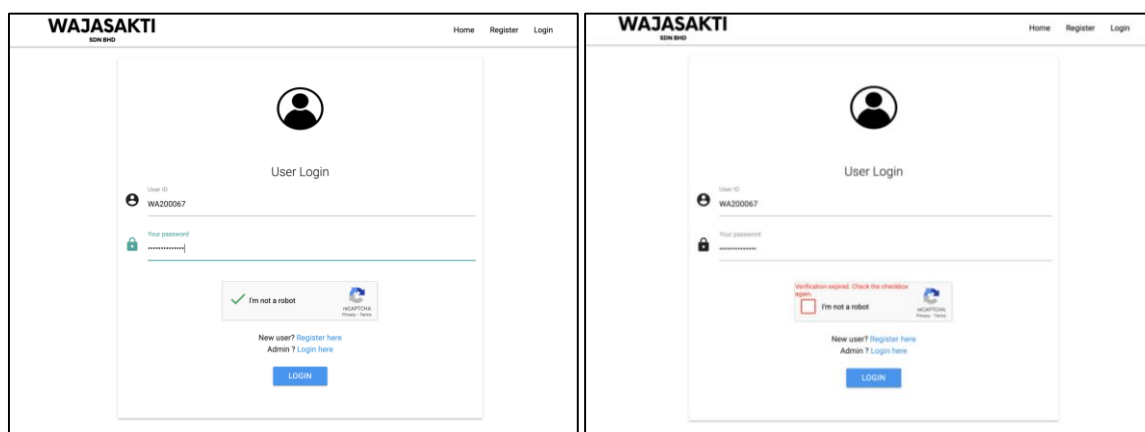 WAJASAKTI
SDN BHD
Home Register Login
User Login
User ID
WA200067
Your password
I'm not a robot
reCAPTCHA
Privacy - Terms
New user? Register here
Admin ? Login here
LOGIN
WAJASAKTI
SDN BHD
Home Register Login
User Login
User ID
WA200067
Your password
Verification expired. Check the checkbox
again.
I'm not a robot
reCAPTCHA
Privacy - Terms
New user? Register here
Admin ? Login here
LOGIN